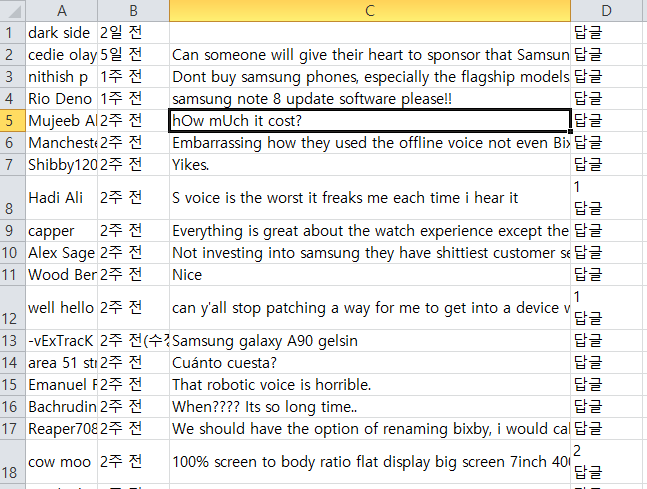 A B C D
1 dark side 2일 전 답글
2 cedie olay 5일 전 Can someone will give their heart to sponsor that Samsun 답글
3 nithish p 1주 전 Dont buy samsung phones, especially the flagship models 답글
4 Rio Deno 1주 전 samsung note 8 update software please!! 답글
5 Mujeeb Al 2주 전 hOw mUch it cost? 답글
6 Mancheste 2주 전 Embarrassing how they used the offline voice not even Bix 답글
7 Shibby120 2주 전 Yikes. 답글
1
8 Hadi Ali 2주 전 S voice is the worst it freaks me each time i hear it 답글
9 capper 2주 전 Everything is great about the watch experience except the 답글
10 Alex Sage 2주 전 Not investing into samsung they have shittiest customer se 답글
11 Wood Ber 2주 전 Nice 답글
1
12 well hello 2주 전 can y'all stop patching a way for me to get into a device w 답글
13 -vExTracK 2주 전(수정 Samsung galaxy A90 gelsin 답글
14 area 51 str 2주 전 Cuánto cuesta? 답글
15 Emanuel F 2주 전 That robotic voice is horrible. 답글
16 Bachrudin 2주 전 When???? Its so long time.. 답글
17 Reaper708 2주 전 We should have the option of renaming bixby, i would cal 답글
2
18 cow moo 2주 전 100% screen to body ratio flat display big screen 7inch 400 답글